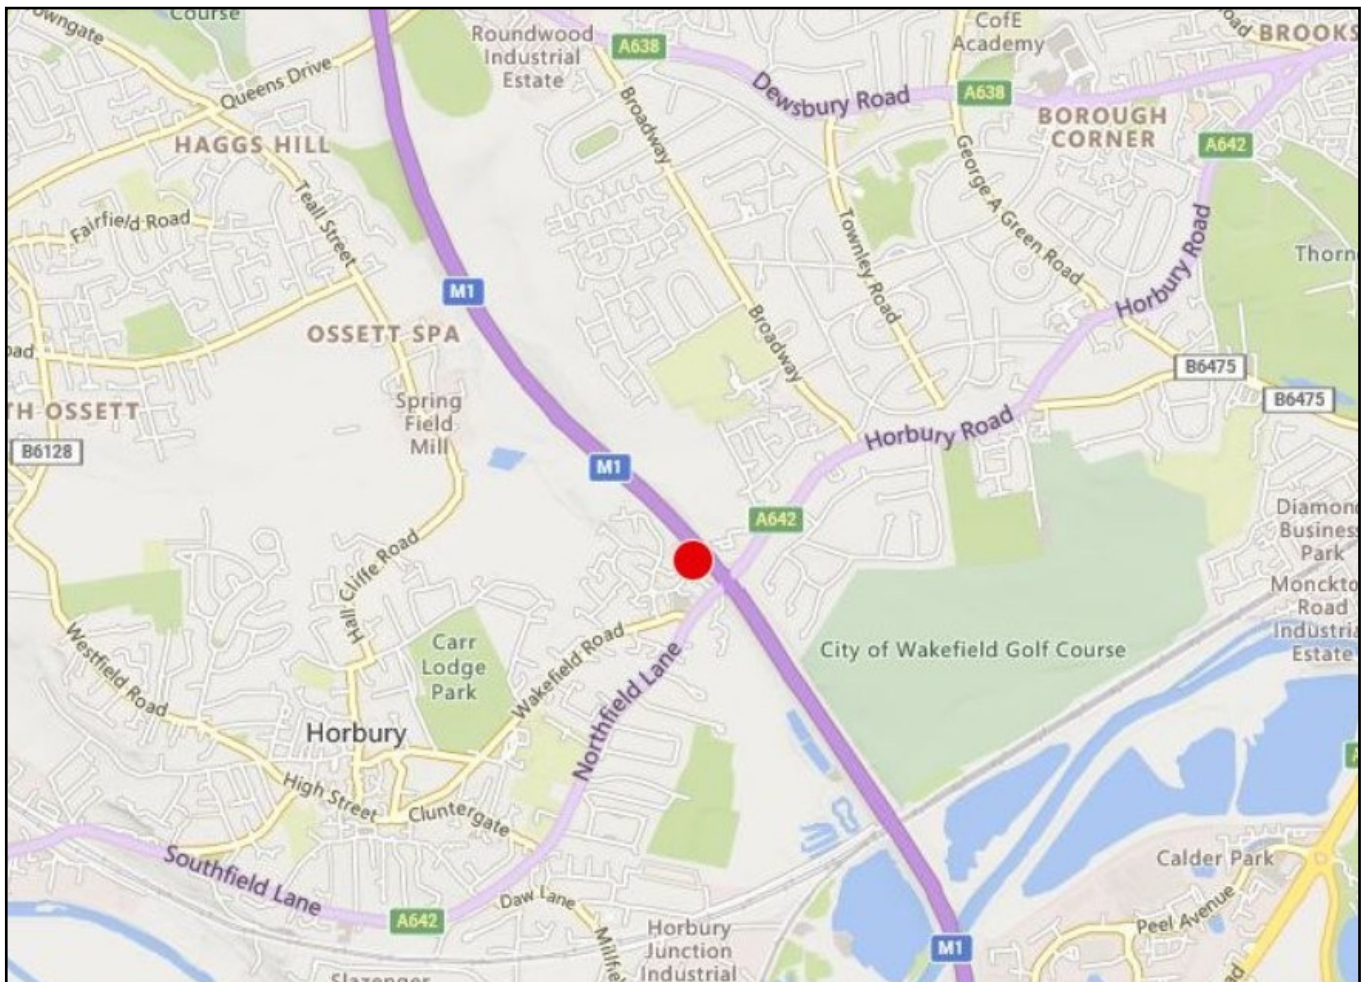 Course
Roundwood
Industrial
Estate
A638
CofE
Academy
BROOKS
Queens Drive
Dewsbury Road
A638
BOROUGH
CORNER
A642
HAGGS HILL
Broadway
George A Green Road
Teall Street
Fairfield Road
Townley Road
Horbury Road
Thorn
M1
OSSETT SPA
Broadway
B6475
B6475
Spring
Field
Mill
TH OSSETT
B6128
Horbury Road
M1
A642
Diamon
Business
Park
Monckto
Road
Industria
Estate
Hall Cliffe Road
Westfield Road
Carr
Lodge
Park
Wakefield Road
Northfield Lane
City of Wakefield Golf Course
Horbury
High Street
Cluntergate
Southfield Lane
A642
Daw Lane
Millfie
Horbury
Junction
Industrial
Calder Park
Peel Avenue
M1